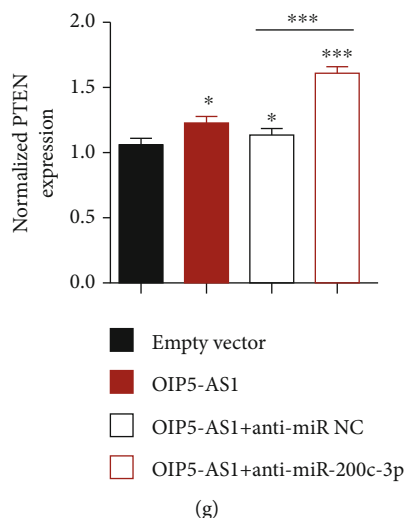 2.0
1.5
1.0
0.5
0.0
Normalized PTEN
expression
***
***
*
*
Empty vector
OIP5-AS1
OIP5-AS1+anti-miR NC
OIP5-AS1+anti-miR-200c-3p
(g)